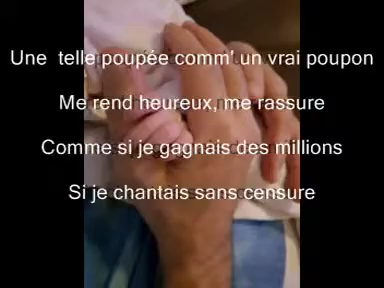 Une telle poupée comm' un vrai poupon
Me rend heureux, me rassure
Comme si je gagnais des millions
Si je chantais sans censure